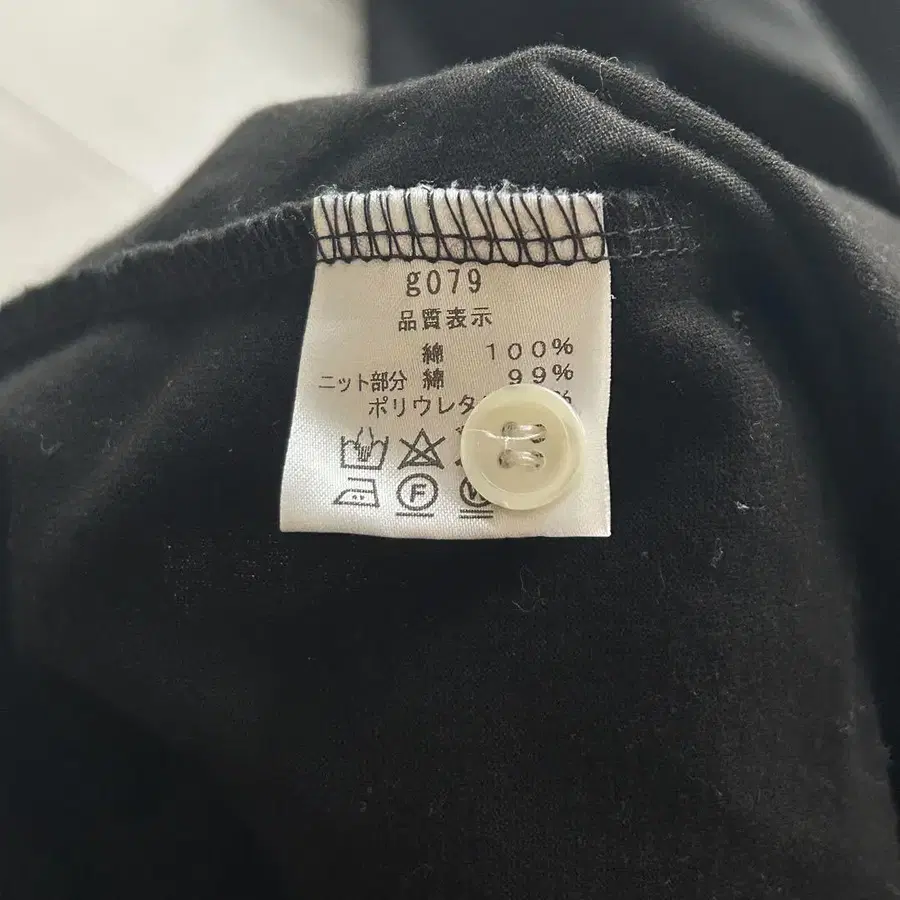 g079
品質表示
綿 100%
ニット部分 綿 99%
ポリウレタ %
F
W